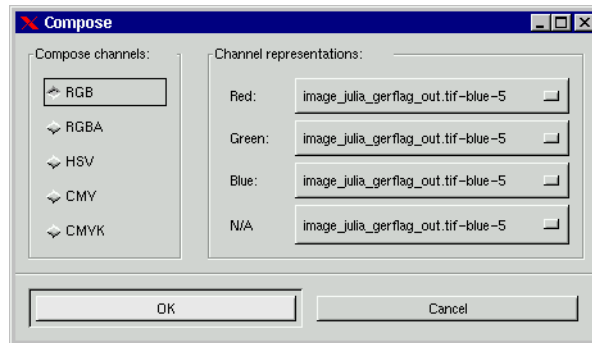 Compose
Compose channels:
RGB
RGBA
HSV
CMY
CMYK
Channel representations:
Red: image_julia_gerflag_out.tif-blue-5
Green: image_julia_gerflag_out.tif-blue-5
Blue: image_julia_gerflag_out.tif-blue-5
N/A image_julia_gerflag_out.tif-blue-5
OK Cancel